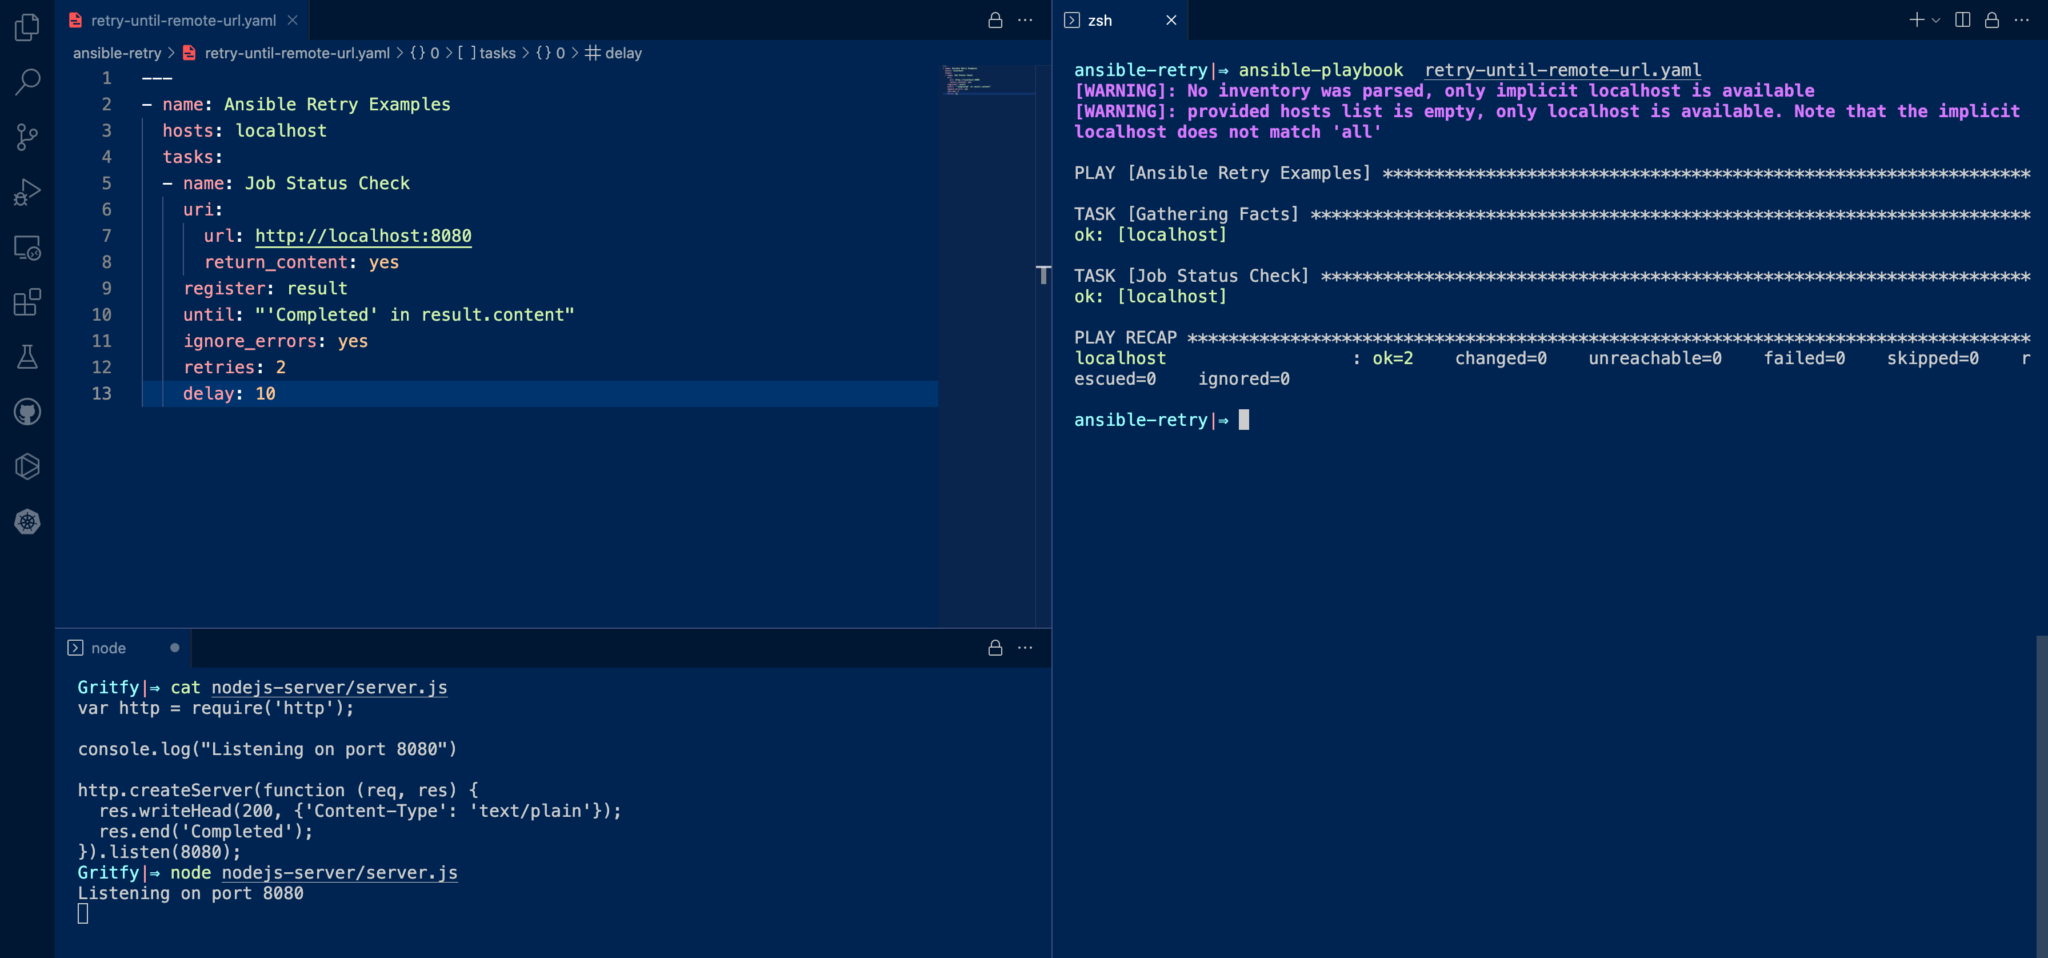 retry-until-remote-url.yaml
ansible-retry > retry-until-remote-url.yaml > {} 0 > [ ] tasks > {} 0 > # delay
1 ---
2 - name: Ansible Retry Examples
3 hosts: localhost
4 tasks:
5 - name: Job Status Check
6 uri:
7 url: http://localhost:8080
8 return_content: yes
9 register: result
10 until: "'Completed' in result.content"
11 ignore_errors: yes
12 retries: 2
13 delay: 10
node
Gritfy|⇒ cat nodejs-server/server.js
var http = require('http');
console.log("Listening on port 8080")
http.createServer(function (req, res) {
res.writeHead(200, {'Content-Type': 'text/plain'});
res.end('Completed');
}).listen(8080);
Gritfy|⇒ node nodejs-server/server.js
Listening on port 8080
zsh
ansible-retry|⇒ ansible-playbook retry-until-remote-url.yaml
[WARNING]: No inventory was parsed, only implicit localhost is available
[WARNING]: provided hosts list is empty, only localhost is available. Note that the implicit
localhost does not match 'all'
PLAY [Ansible Retry Examples] ***************************************************************
TASK [Gathering Facts] **********************************************************************
ok: [localhost]
TASK [Job Status Check] *********************************************************************
ok: [localhost]
PLAY RECAP **********************************************************************************
localhost : ok=2 changed=0 unreachable=0 failed=0 skipped=0 r
escued=0 ignored=0
ansible-retry|⇒